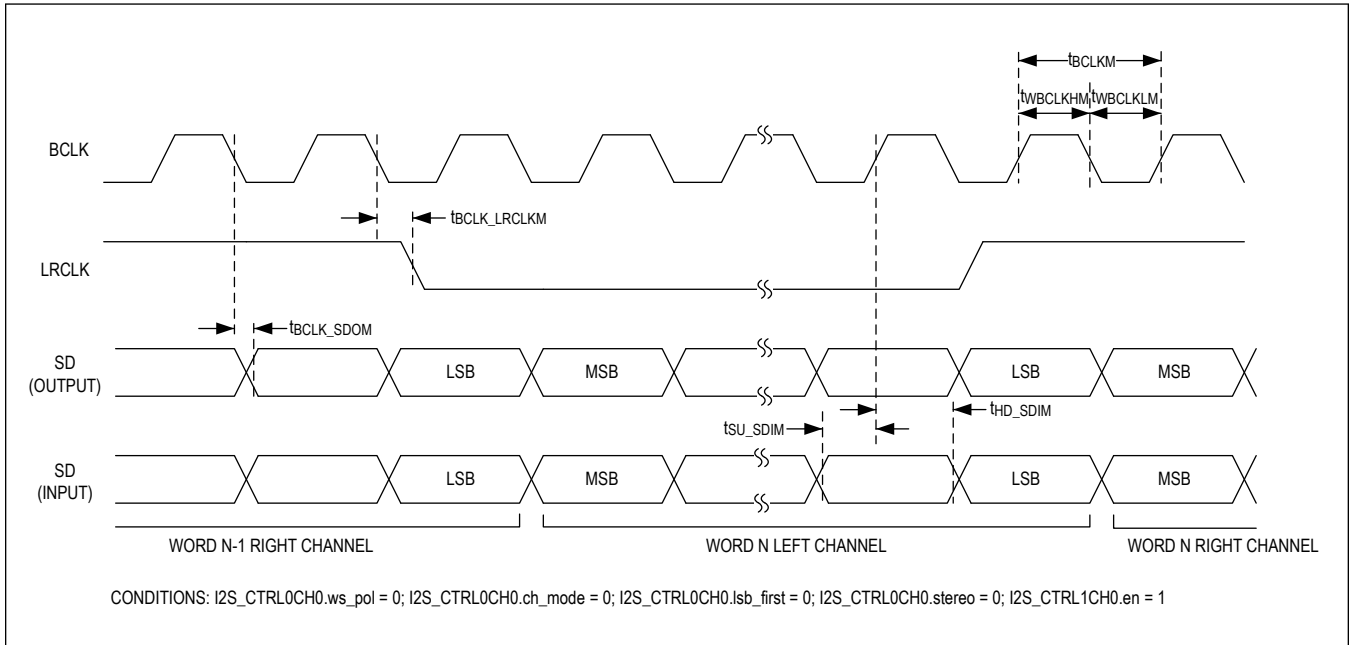 tBCLKM
tWBCLKHM tWBCLKLM
BCLK
tBCLK_LRCLKM
LRCLK
tBCLK_SDOM
SD
(OUTPUT)
LSB MSB LSB MSB
tHD_SDIM
tSU_SDIM
SD
(INPUT)
LSB MSB LSB MSB
WORD N-1 RIGHT CHANNEL WORD N LEFT CHANNEL WORD N RIGHT CHANNEL
CONDITIONS: I2S_CTRL0CH0.ws_pol = 0; I2S_CTRL0CH0.ch_mode = 0; I2S_CTRL0CH0.lsb_first = 0; I2S_CTRL0CH0.stereo = 0; I2S_CTRL1CH0.en = 1